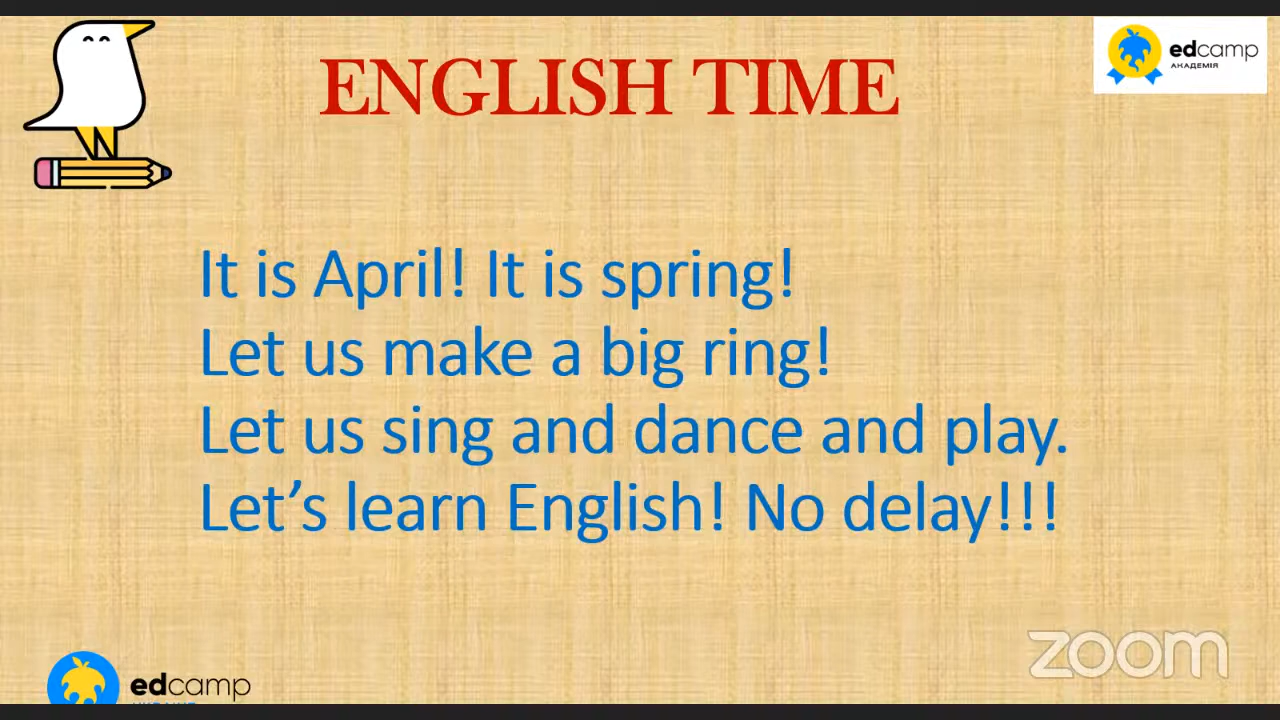 ENGLISH TIME
edcamp
АКАДЕМІЯ
It is April! It is spring!
Let us make a big ring!
Let us sing and dance and play.
Let’s learn English! No delay!!!
zoom
edcamp